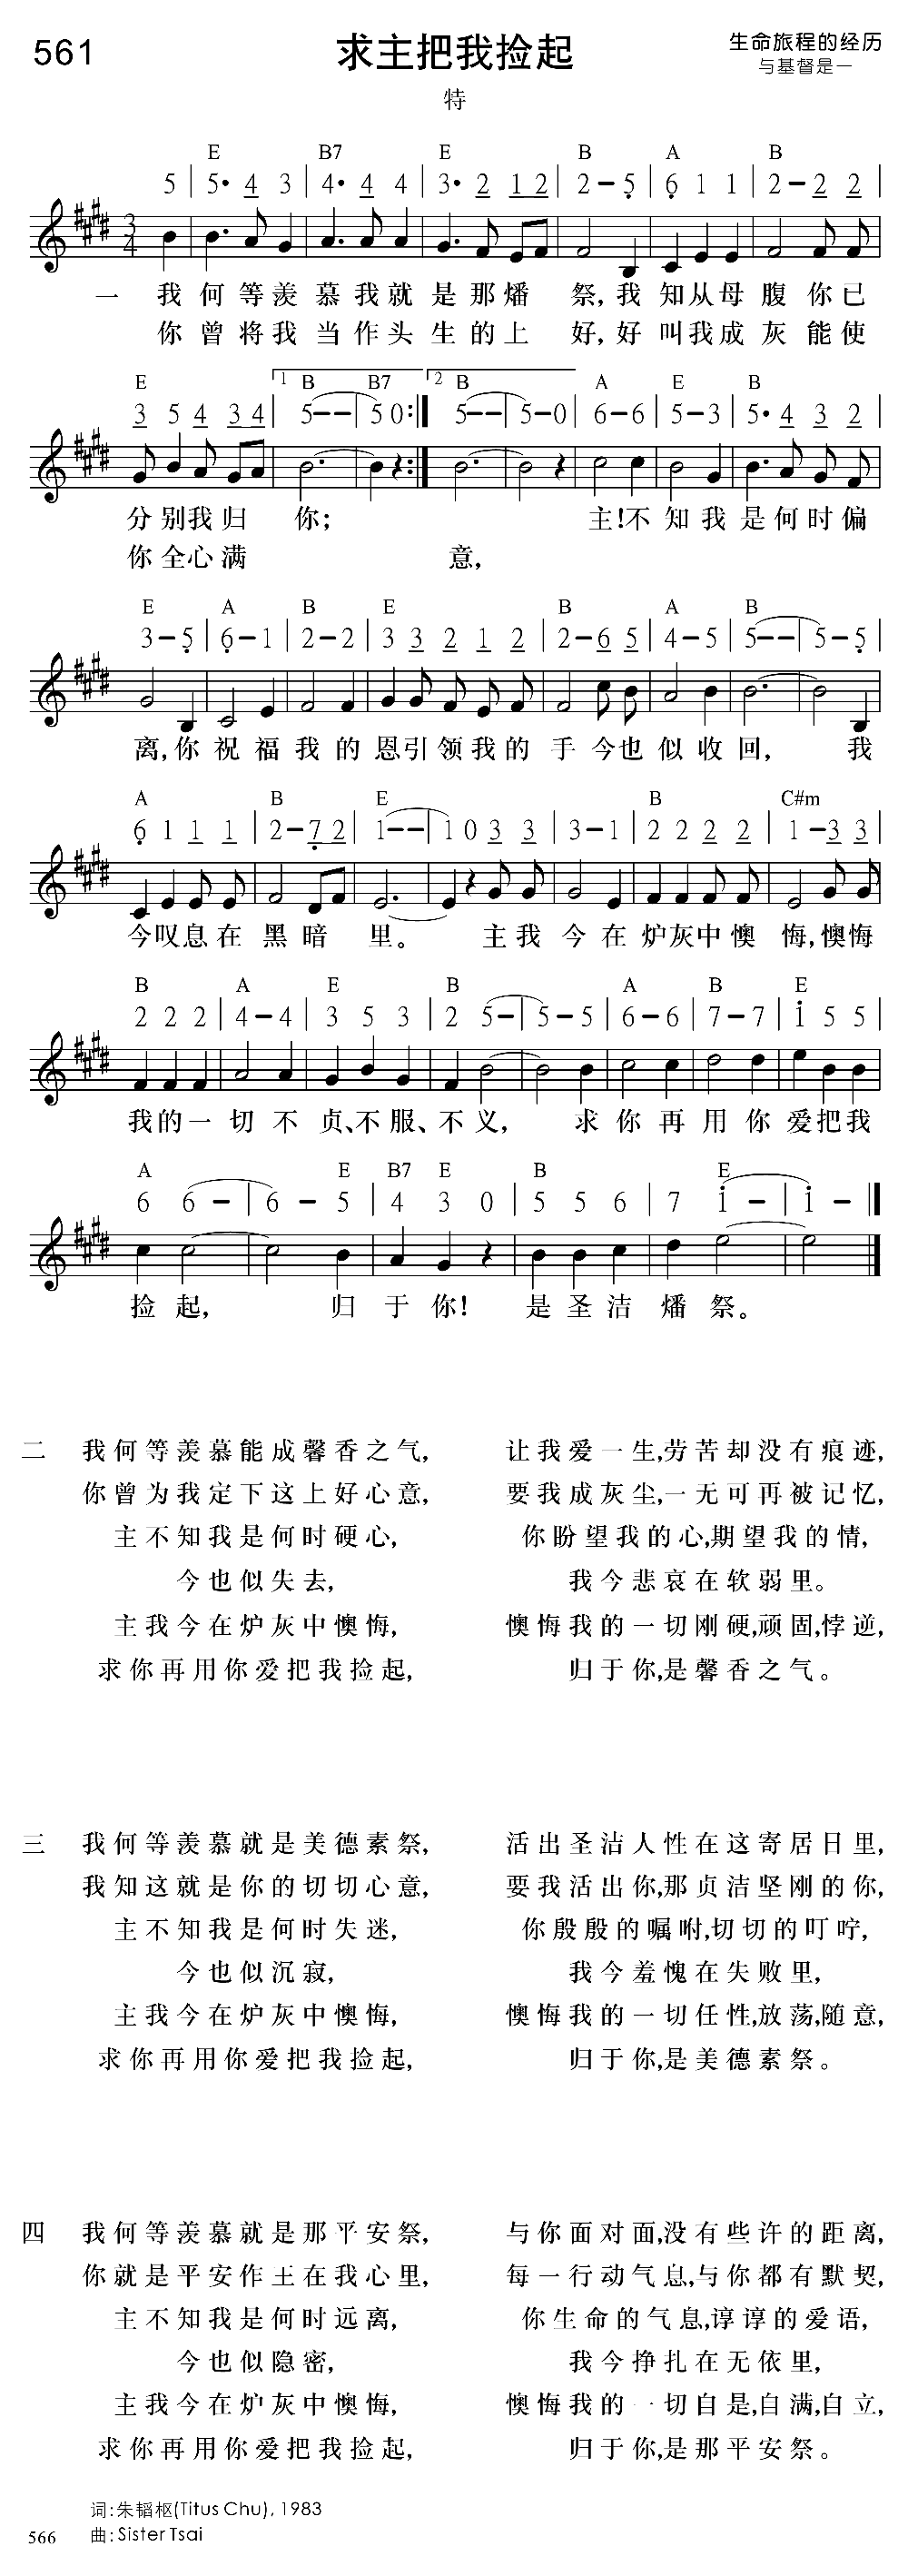 561
求主把我捡起
生命旅程的经历
与基督是一
特
E B7 E B A B
5 | 5· 4 3 | 4· 4 4 | 3· 2 1 2 | 2 – 5 | 6 1 1 | 2 – 2 2 |
3
4
一 我 何 等 羡 慕 我 就 是 那 燔 祭, 我 知 从 母 腹 你 已
你 曾 将 我 当 作 头 生 的 上 好, 好 叫 我 成 灰 能 使
1 2
E B B7 B A E B
3 5 4 3 4 | 5 – – | 5 0 :| 5 – – | 5 – 0 | 6 – 6 | 5 – 3 | 5· 4 3 2 |
分 别 我 归 你; 主!不 知 我 是 何 时 偏
你 全 心 满 意,
E A B E B A B
3 – 5 | 6 – 1 | 2 – 2 | 3 3 2 1 2 | 2 – 6 5 | 4 – 5 | 5 – – | 5 – 5 |
离, 你 祝 福 我 的 恩 引 领 我 的 手 今 也 似 收 回, 我
A B E B C#m
6 1 1 1 | 2 – 7 2 | 1 – – | 1 0 3 3 | 3 – 1 | 2 2 2 2 | 1 – 3 3 |
今 叹 息 在 黑 暗 里。 主 我 今 在 炉 灰 中 懊 悔, 懊 悔
B A E B A B E
2 2 2 | 4 – 4 | 3 5 3 | 2 5 – | 5 – 5 | 6 – 6 | 7 – 7 | 1 5 5 |
我 的 一 切 不 贞、不 服、不 义, 求 你 再 用 你 爱 把 我
A E B7 E B E
6 6 – | 6 – 5 | 4 3 0 | 5 5 6 | 7 1 – | 1 – |
捡 起, 归 于 你! 是 圣 洁 燔 祭。
二 我何等羡慕能成馨香之气, 让我爱一生,劳苦却没有痕迹,
你曾为我定下这上好心意, 要我成灰尘,一无可再被记忆,
主不知我是何时硬心, 你盼望我的心,期望我的情,
今也似失去, 我今悲哀在软弱里。
主我今在炉灰中懊悔, 懊悔我的一切刚硬,顽固,悖逆,
求你再用你爱把我捡起, 归于你,是馨香之气。
三 我何等羡慕就是美德素祭, 活出圣洁人性在这寄居日里,
我知这就是你的切切心意, 要我活出你,那贞洁坚刚的你,
主不知我是何时失迷, 你殷殷的嘱咐,切切的叮咛,
今也似沉寂, 我今羞愧在失败里,
主我今在炉灰中懊悔, 懊悔我的一切任性,放荡,随意,
求你再用你爱把我捡起, 归于你,是美德素祭。
四 我何等羡慕就是那平安祭, 与你面对面,没有些许的距离,
你就是平安作王在我心里, 每一行动气息,与你都有默契,
主不知我是何时远离, 你生命的气息,谆谆的爱语,
今也似隐密, 我今挣扎在无依里,
主我今在炉灰中懊悔, 懊悔我的一切自是,自满,自立,
求你再用你爱把我捡起, 归于你,是那平安祭。
词:朱韬枢(Titus Chu), 1983
曲: Sister Tsai
566